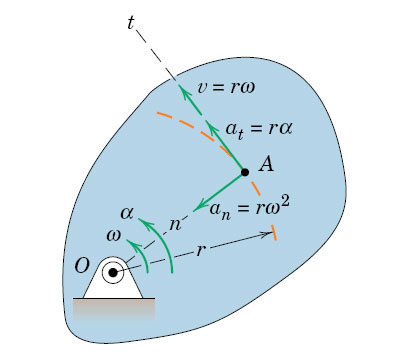 t
v = rω
a_t = rα
A
a_n = rω²
α
n
ω
r
O